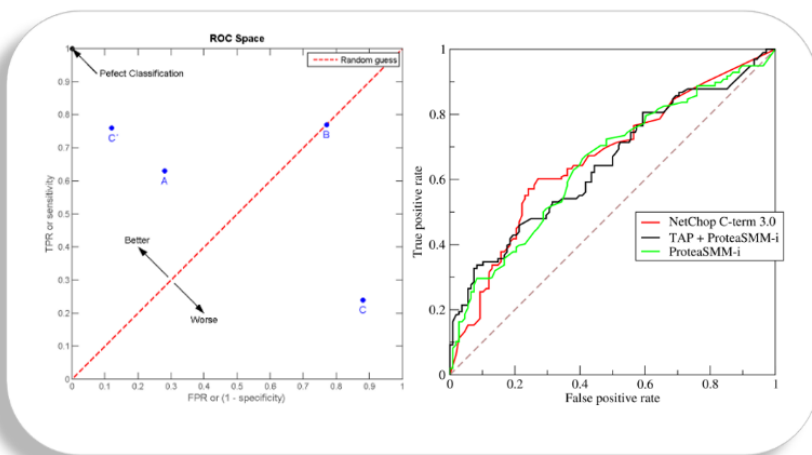 ROC Space
Random guess
Pefect Classification
C´
B
A
Better
Worse
C
TPR or sensitivity
1
0.9
0.8
0.7
0.6
0.5
0.4
0.3
0.2
0.1
0
0 0.1 0.2 0.3 0.4 0.5 0.6 0.7 0.8 0.9 1
FPR or (1 - specificity)
True positive rate
1
0.8
0.6
0.4
0.2
0
NetChop C-term 3.0
TAP + ProteaSMM-i
ProteaSMM-i
0 0.2 0.4 0.6 0.8 1
False positive rate